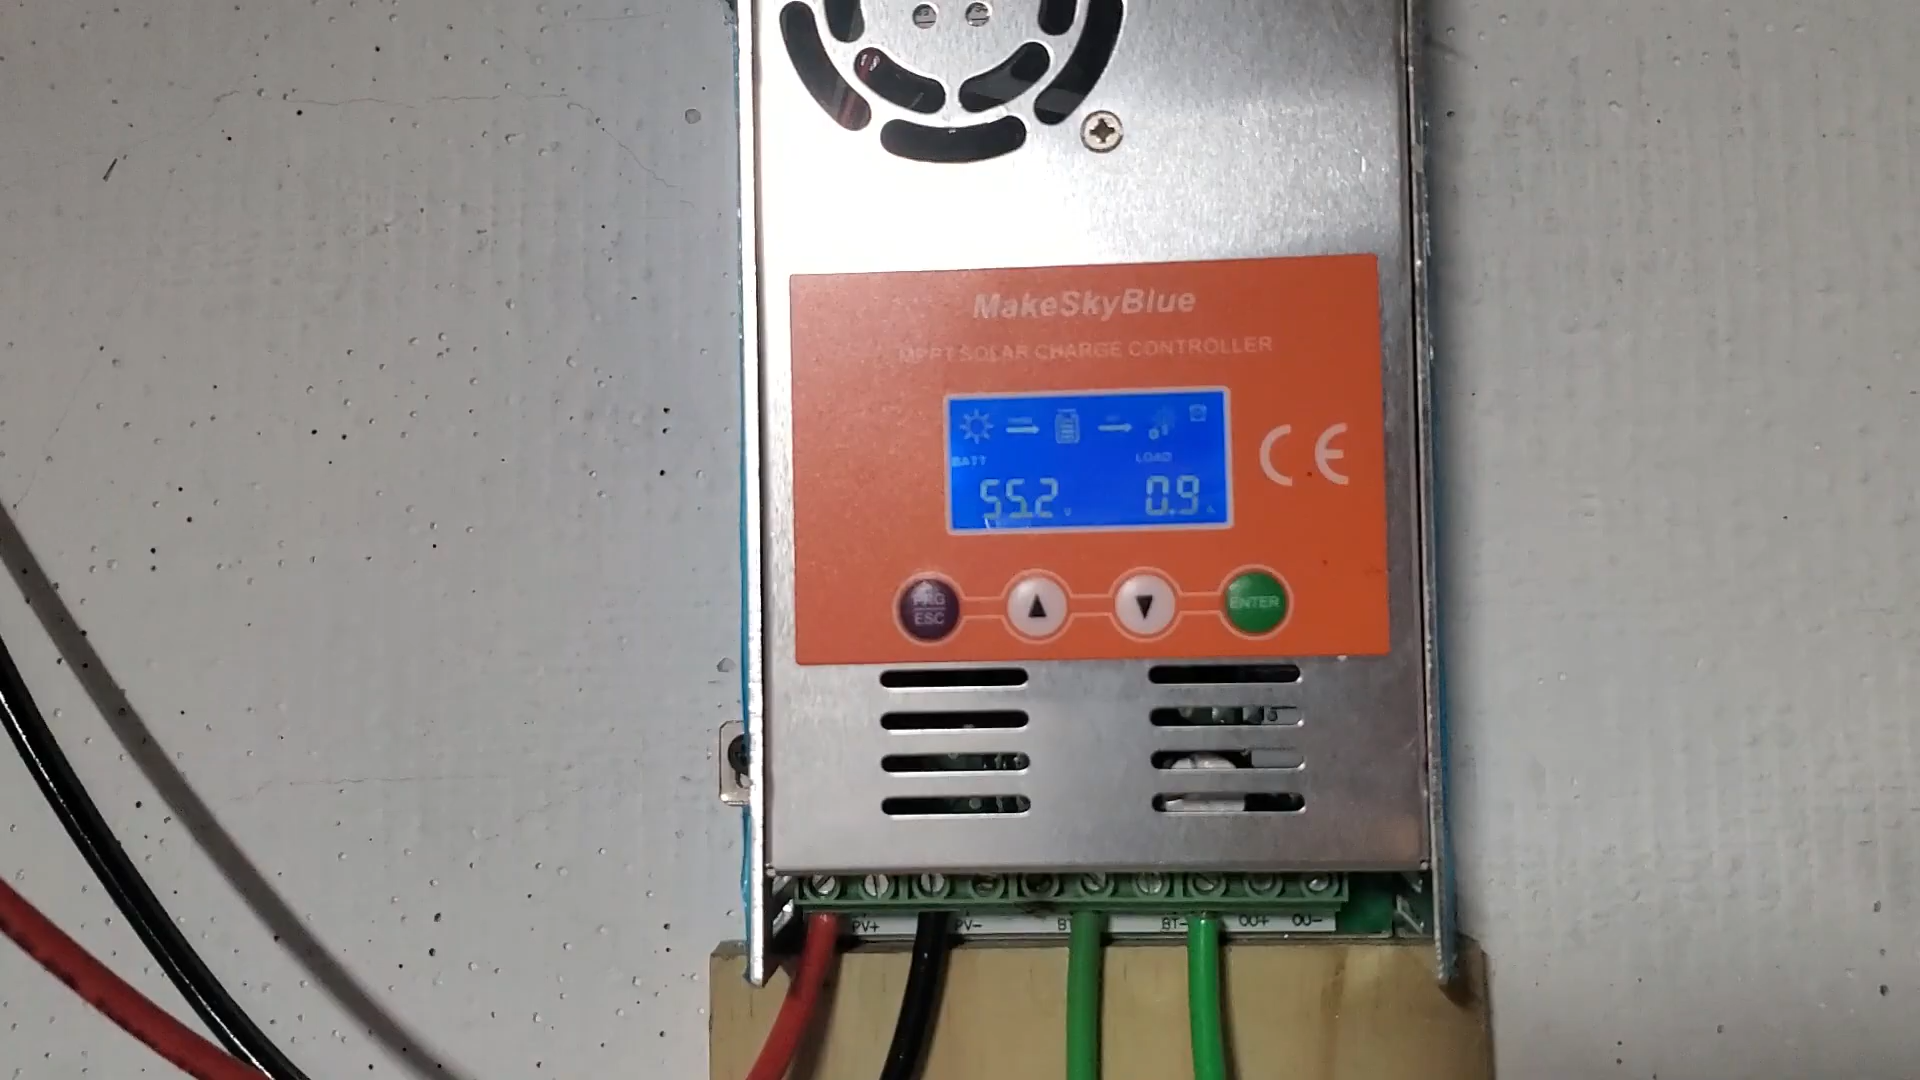 MakeSkyBlue
MPPT SOLAR CHARGE CONTROLLER
BATT LOAD
55.2 V 0.9 A
CE
PRG ESC ENTER
PV+ PV- BT- OU+ OU-